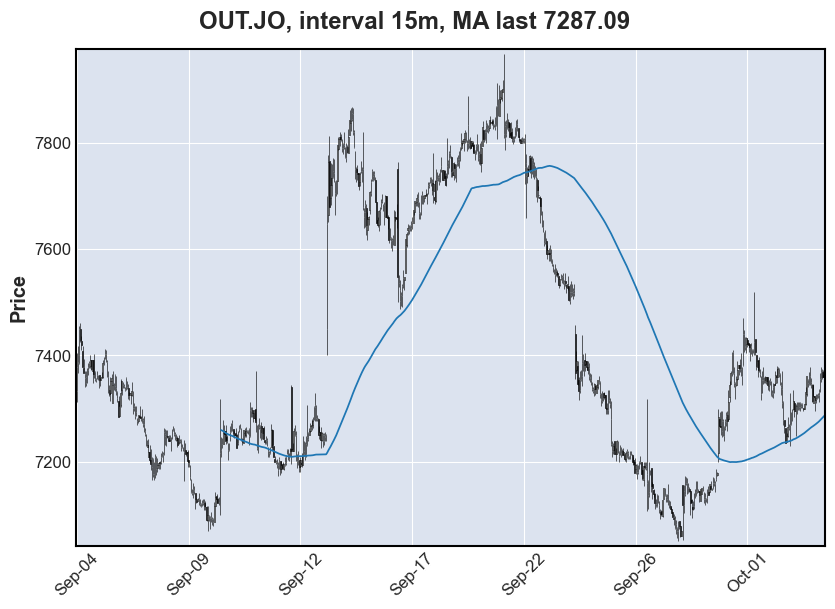 OUT.JO, interval 15m, MA last 7287.09
Price
7800
7600
7400
7200
Sep-04
Sep-09
Sep-12
Sep-17
Sep-22
Sep-26
Oct-01